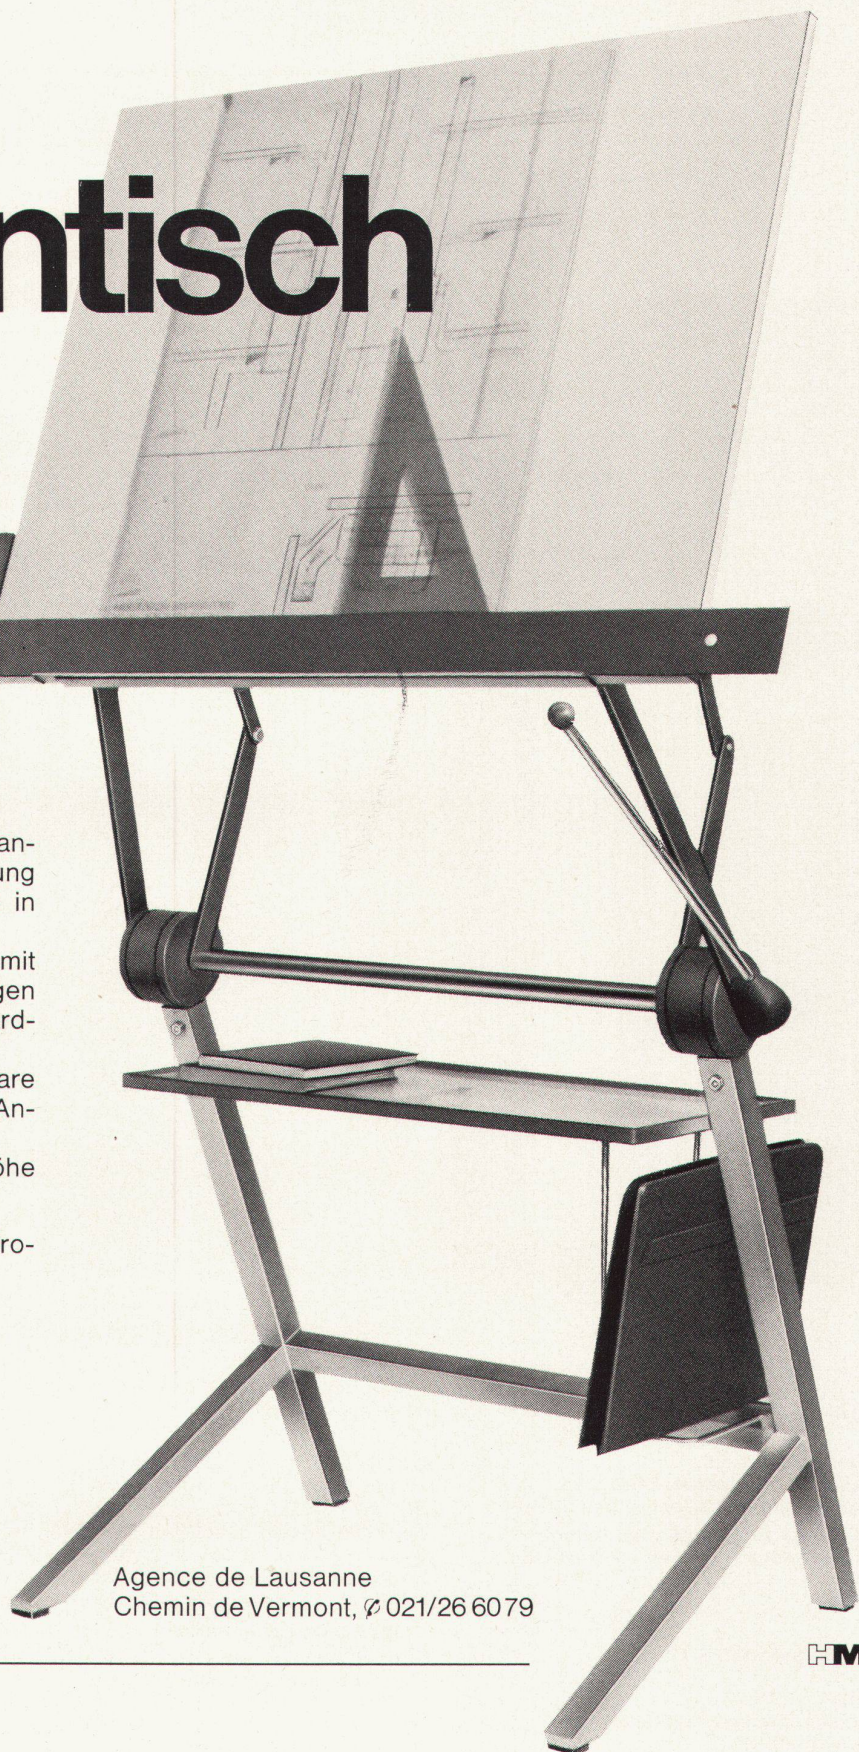 ntisch
an-
ung
in
mit
gen
rd-
are
An-
öhe
ro-
Agence de Lausanne
Chemin de Vermont, ✆ 021/26 60 79
HM